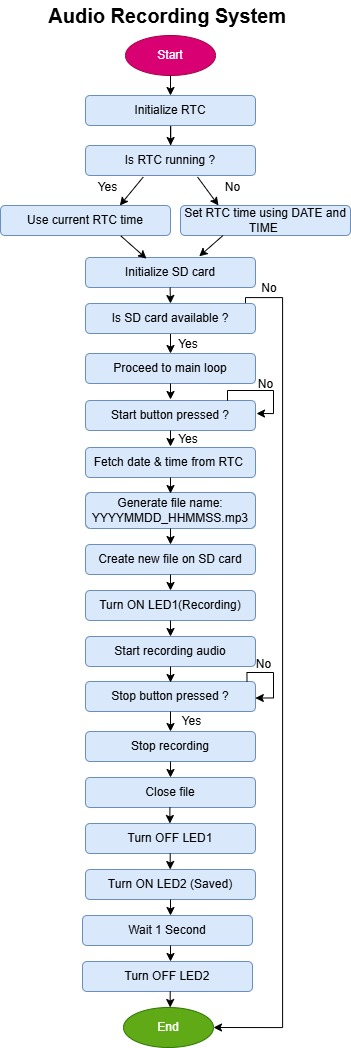 Audio Recording System
Start
Initialize RTC
Is RTC running ?
Yes
No
Use current RTC time
Set RTC time using DATE and
TIME
Initialize SD card
No
Is SD card available ?
Yes
Proceed to main loop
No
Start button pressed ?
Yes
Fetch date & time from RTC
Generate file name:
YYYYMMDD_HHMMSS.mp3
Create new file on SD card
Turn ON LED1(Recording)
Start recording audio
No
Stop button pressed ?
Yes
Stop recording
Close file
Turn OFF LED1
Turn ON LED2 (Saved)
Wait 1 Second
Turn OFF LED2
End